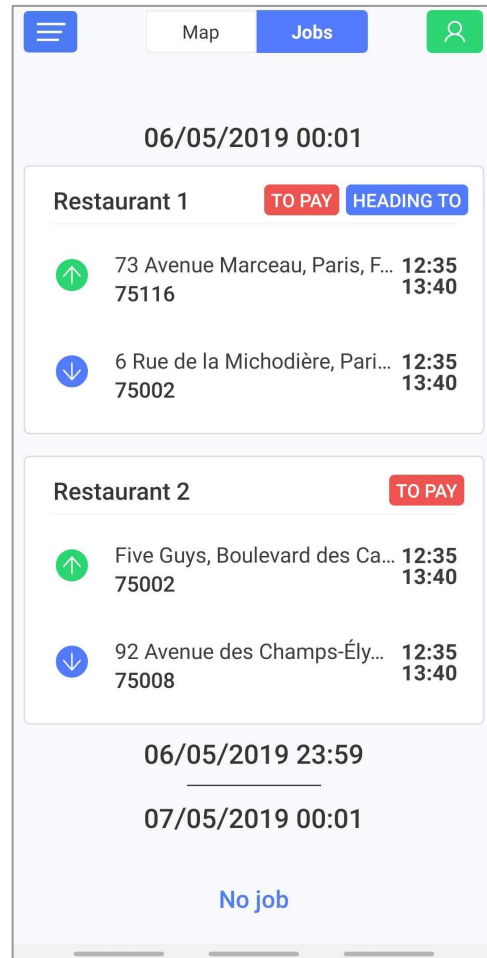 Map Jobs
06/05/2019 00:01
Restaurant 1 TO PAY HEADING TO
73 Avenue Marceau, Paris, F... 12:35
75116 13:40
6 Rue de la Michodière, Pari... 12:35
75002 13:40
Restaurant 2 TO PAY
Five Guys, Boulevard des Ca... 12:35
75002 13:40
92 Avenue des Champs-Ély... 12:35
75008 13:40
06/05/2019 23:59
07/05/2019 00:01
No job